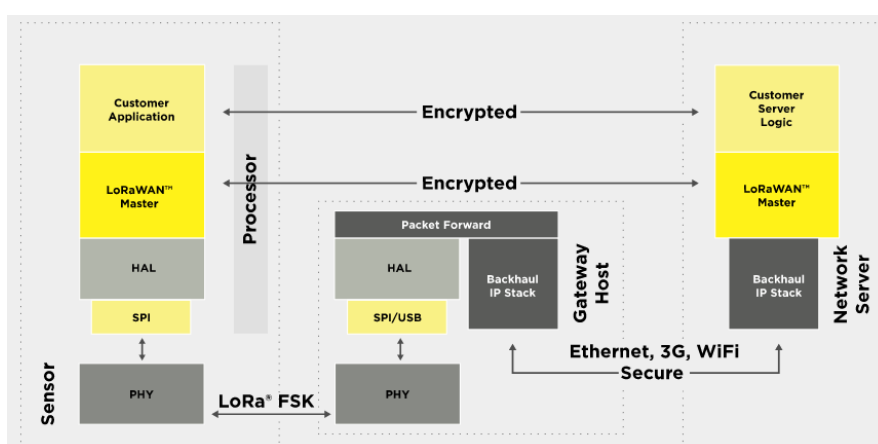 Customer
Application
LoRaWAN™
Master
HAL
SPI
PHY
Sensor
Processor
Encrypted
Encrypted
LoRa® FSK
Packet Forward
HAL
SPI/USB
PHY
Backhaul
IP Stack
Gateway
Host
Ethernet, 3G, WiFi
Secure
Customer
Server
Logic
LoRaWAN™
Master
Backhaul
IP Stack
Network
Server